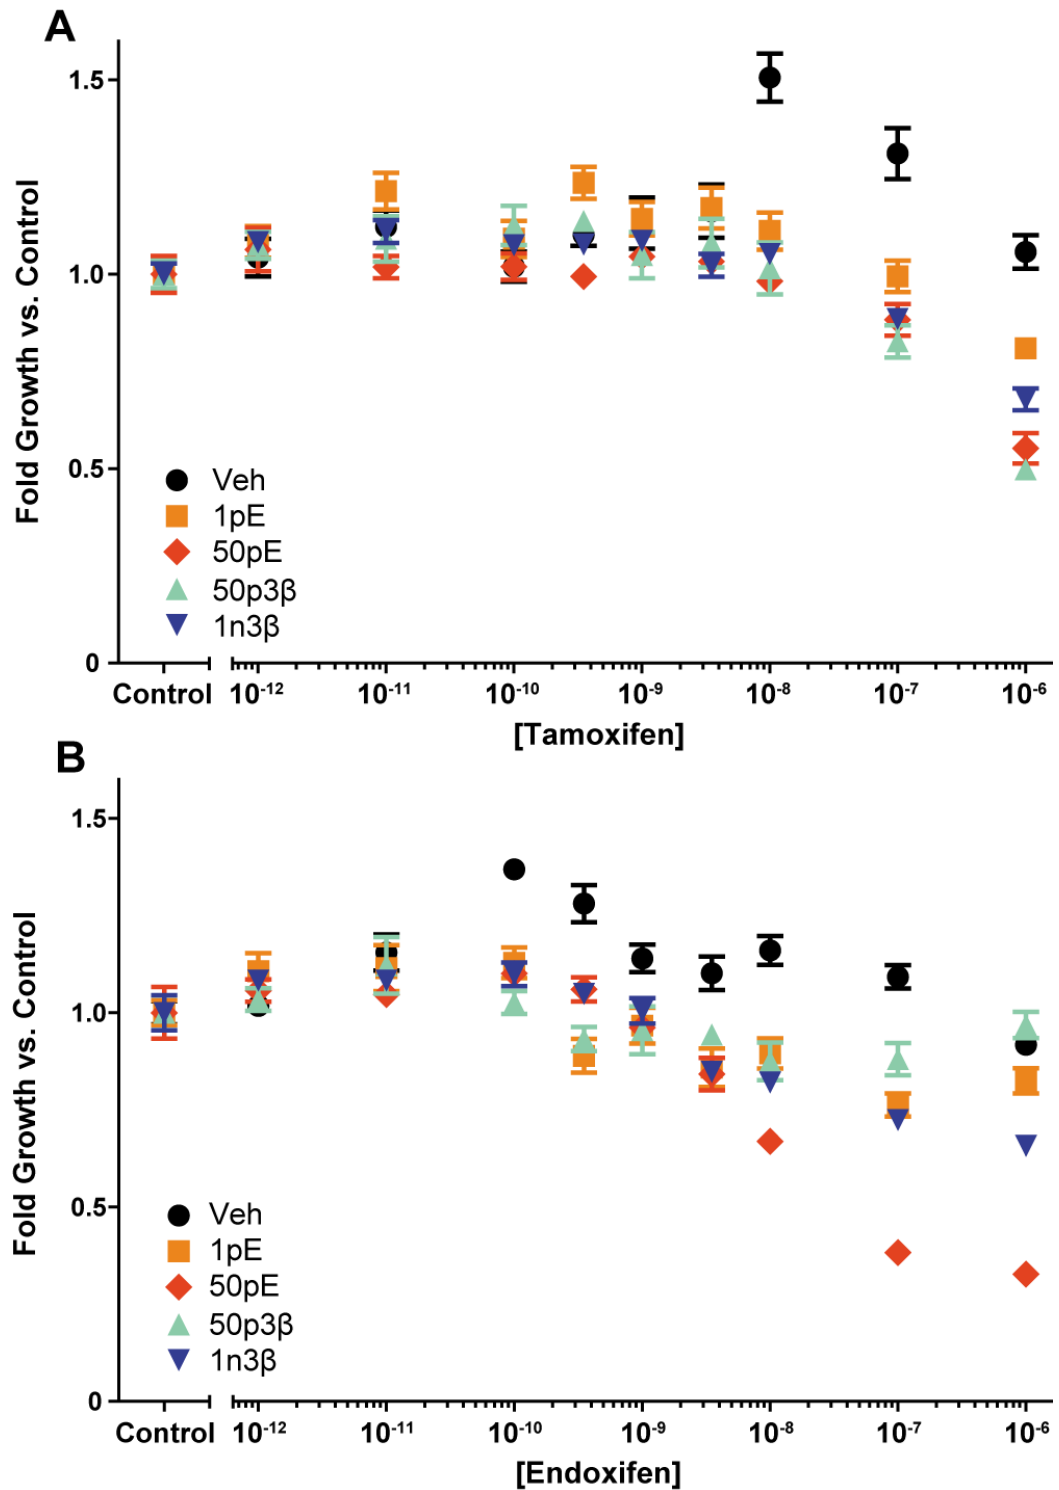 A
Fold Growth vs. Control
1.5
1.0
0.5
0
Veh
1pE
50pE
50p3β
1n3β
Control 10-12 10-11 10-10 10-9 10-8 10-7 10-6
[Tamoxifen]
B
Fold Growth vs. Control
1.5
1.0
0.5
0
Veh
1pE
50pE
50p3β
1n3β
Control 10-12 10-11 10-10 10-9 10-8 10-7 10-6
[Endoxifen]